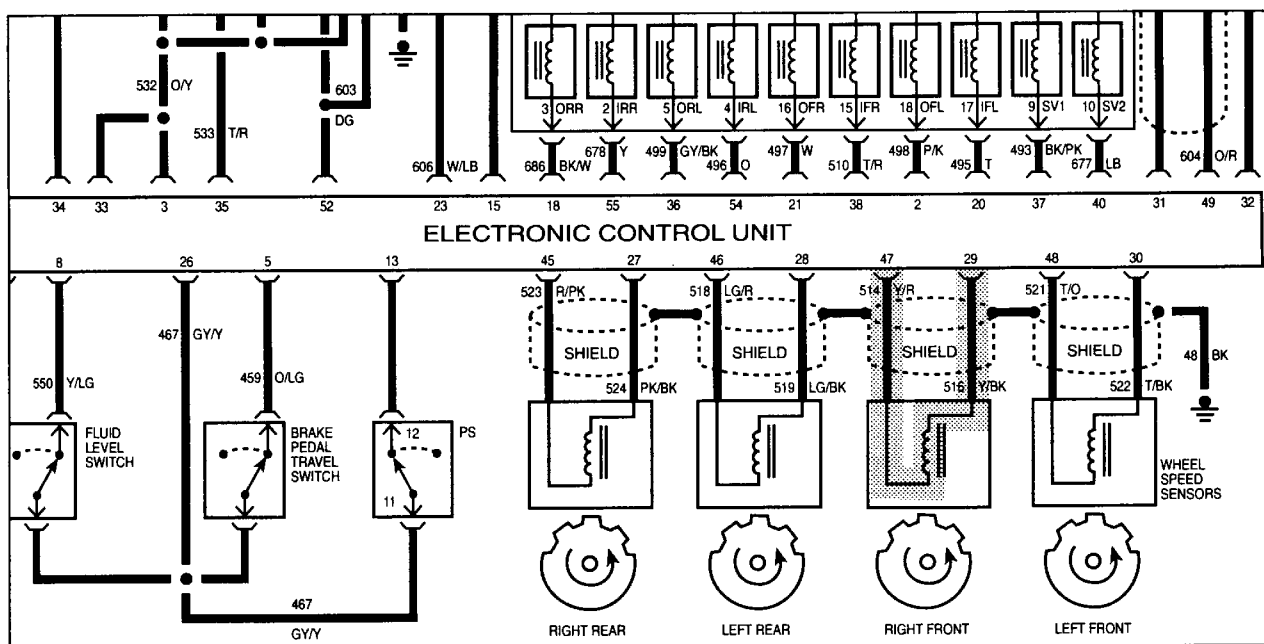 532 O/Y
603
533 T/R
DG
606 W/LB
3 ORR 2 IRR 5 ORL 4 IRL 16 OFR 15 IFR 18 OFL 17 IFL 9 SV1 10 SV2
686 BK/W 678 Y 499 GY/BK 496 O 497 W 510 T/R 498 P/K 495 T 493 BK/PK 677 LB 604 O/R
34 33 3 35 52 23 15 18 55 36 54 21 38 2 20 37 40 31 49 32
ELECTRONIC CONTROL UNIT
8 26 5 13 45 27 46 28 47 29 48 30
523 R/PK 518 LG/R 514 Y/R 521 T/O
467 GY/Y
SHIELD SHIELD SHIELD SHIELD
48 BK
550 Y/LG 459 O/LG 524 PK/BK 519 LG/BK 516 Y/BK 522 T/BK
FLUID
LEVEL
SWITCH
BRAKE
PEDAL
TRAVEL
SWITCH
12 PS
11
WHEEL
SPEED
SENSORS
467
GY/Y
RIGHT REAR LEFT REAR RIGHT FRONT LEFT FRONT